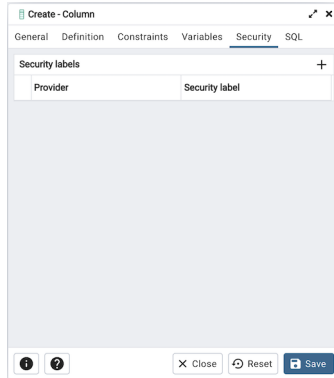 Create - Column
General Definition Constraints Variables Security SQL
Security labels
Provider Security label
Close Reset Save